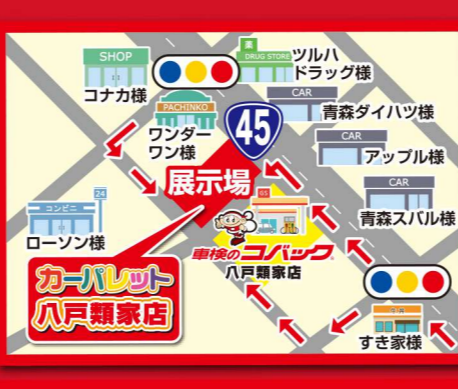 SHOP
コナカ様
薬
DRUG STORE
ツルハ
ドラッグ様
PACHINKO
ワンダー
ワン様
45
CAR
青森ダイハツ様
CAR
アップル様
CAR
青森スバル様
展示場
24
コンビニ
ローソン様
車検のコバック
八戸類家店
カーパレット
八戸類家店
すき家様